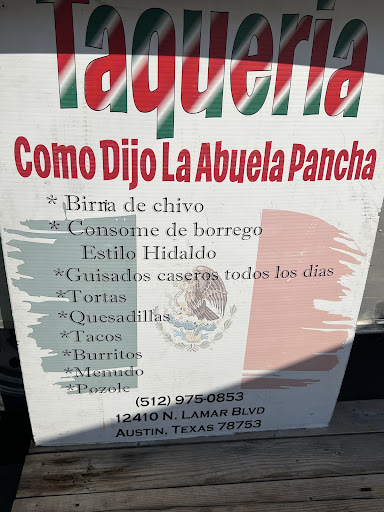 Taqueria
Como Dijo La Abuela Pancha
* Birria de chivo
* Consome de borrego
Estilo Hidaldo
*Guisados caseros todos los dias
*Tortas
*Quesadillas
*Tacos
*Burritos
*Menudo
*Pozole
(512) 975-0853
12410 N. Lamar Blvd
Austin, Texas 78753